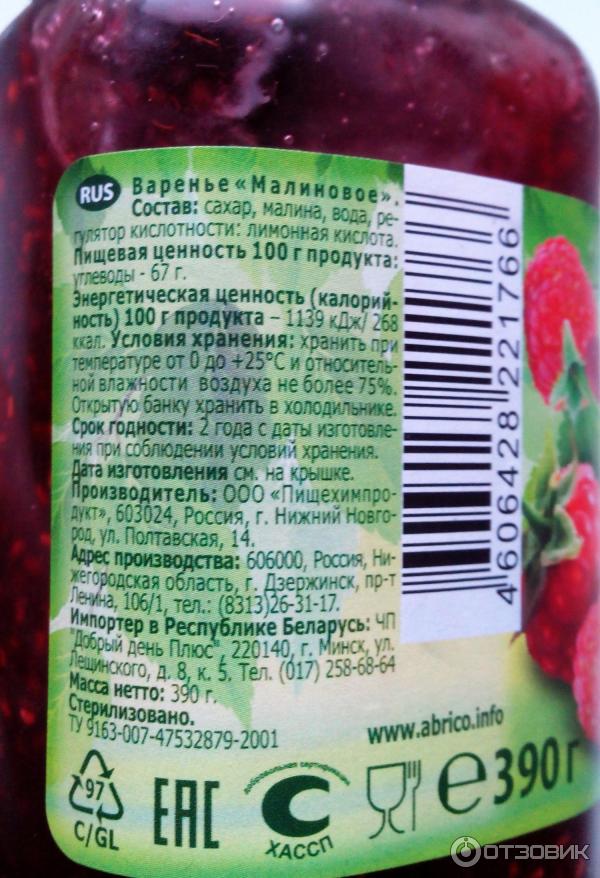 RUS Варенье «Малиновое».
Состав: сахар, малина, вода, ре-
гулятор кислотности: лимонная кислота.
Пищевая ценность 100 г продукта:
углеводы - 67 г.
Энергетическая ценность (калорий-
ность) 100 г продукта – 1139 кДж/ 268
ккал. Условия хранения: хранить при
температуре от 0 до +25°С и относитель-
ной влажности воздуха не более 75%.
Открытую банку хранить в холодильнике.
Срок годности: 2 года с даты изготовле-
ния при соблюдении условий хранения.
Дата изготовления см. на крышке.
Производитель: ООО «Пищехимпро-
дукт», 603024, Россия, г. Нижний Новго-
род, ул. Полтавская, 14.
Адрес производства: 606000, Россия, Ни-
жегородская область, г. Дзержинск, пр-т
Ленина, 106/1, тел.: (8313)26-31-17.
Импортер в Республике Беларусь: ЧП
"Добрый день Плюс" 220140, г. Минск, ул.
Лещинского, д. 8, к. 5. Тел. (017) 258-68-64
Масса нетто: 390 г.
Стерилизовано.
ТУ 9163-007-47532879-2001
4606428221766
www.abrico.info
97
C/GL
ЕАС
добровольная сертификация
ХАССП
℮390 г
ОТЗОВИК